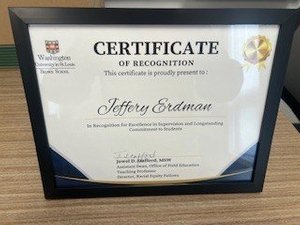 Washington
University in St. Louis
BROWN SCHOOL
CERTIFICATE
OF RECOGNITION
This certificate is proudly present to :
Jeffery Erdman
In Recognition for Excellence in Supervision and Longstanding
Commitment to Students
Jewel D. Stafford, MSW
Assistant Dean, Office of Field Education
Teaching Professor
Director, Racial Equity Fellows